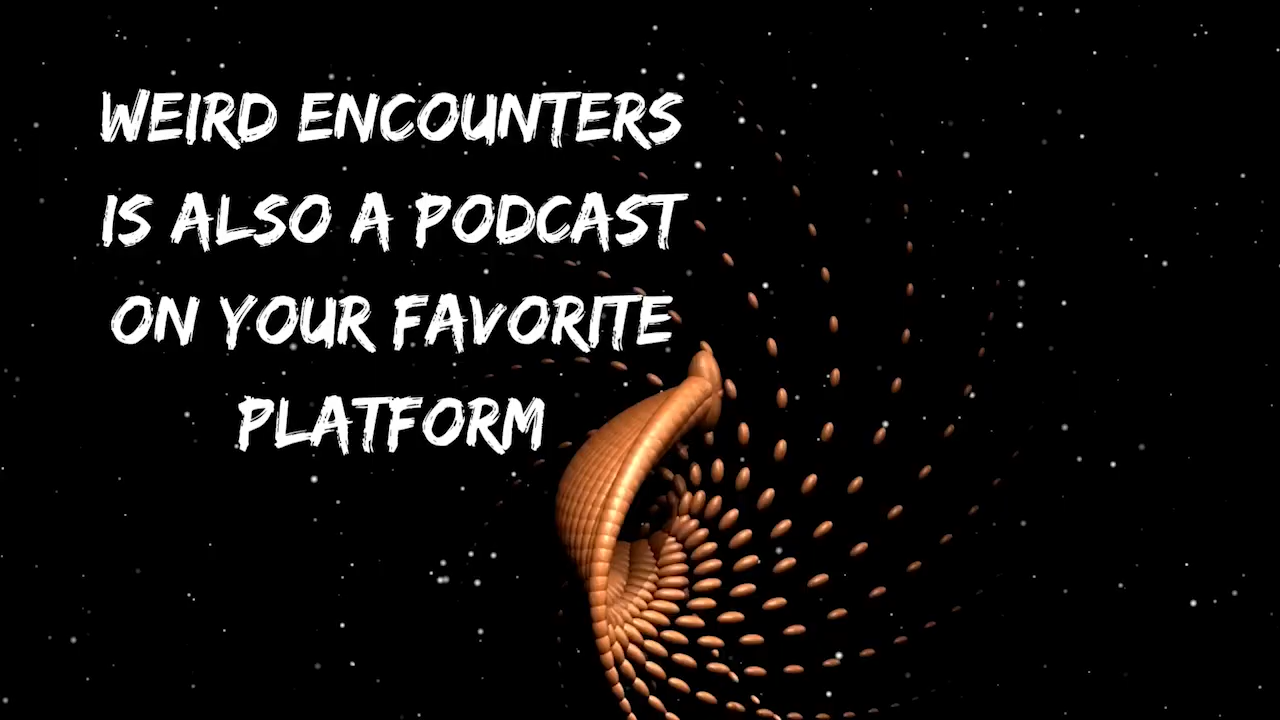 WEIRD ENCOUNTERS
IS ALSO A PODCAST
ON YOUR FAVORITE
PLATFORM